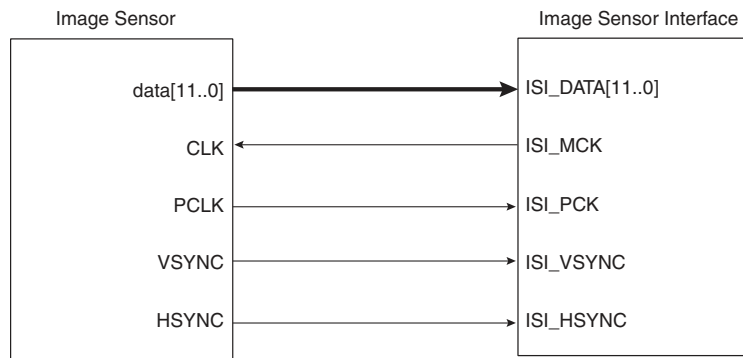 Image Sensor
Image Sensor Interface
data[11..0]
ISI_DATA[11..0]
CLK
ISI_MCK
PCLK
ISI_PCK
VSYNC
ISI_VSYNC
HSYNC
ISI_HSYNC